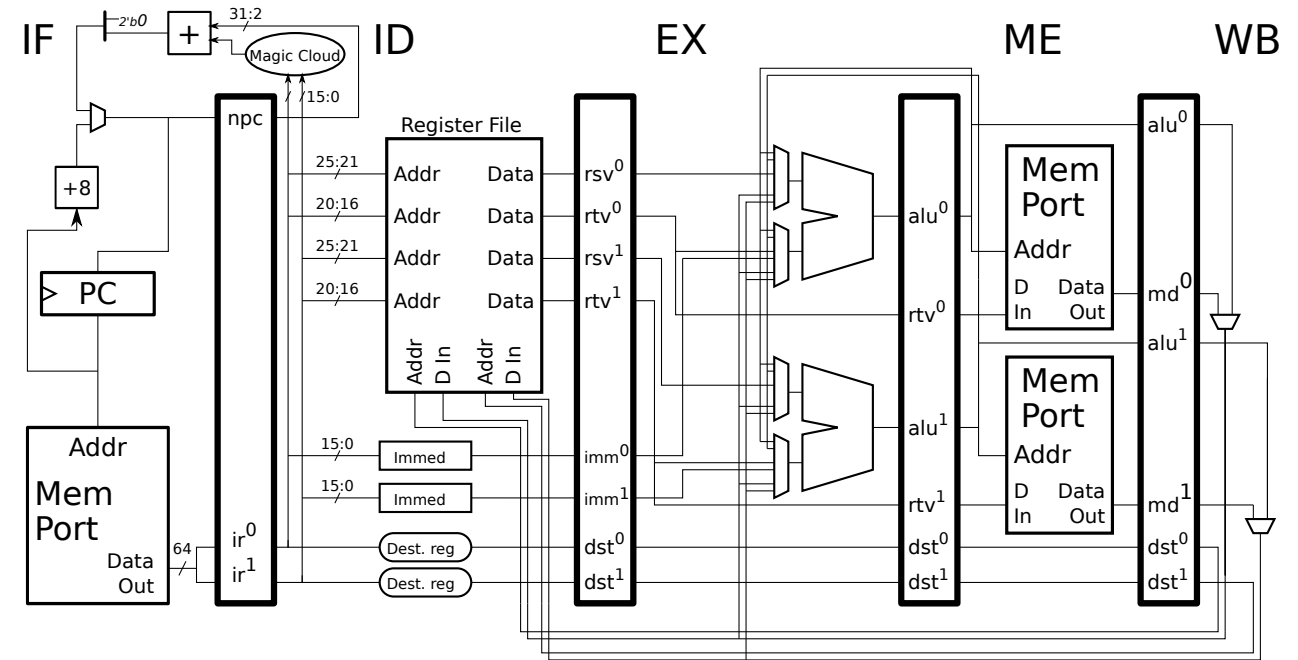 IF
ID
EX
ME
WB
2'b0
+
31:2
Magic Cloud
15:0
npc
+8
PC
Addr
Mem
Port
Data
Out
64
ir0
ir1
Register File
25:21
Addr
Data
20:16
Addr
Data
25:21
Addr
Data
20:16
Addr
Data
Addr
D In
Addr
D In
15:0
Immed
15:0
Immed
Dest. reg
Dest. reg
rsv0
rtv0
rsv1
rtv1
imm0
imm1
dst0
dst1
alu0
rtv0
alu1
rtv1
dst0
dst1
Mem
Port
Addr
D
In
Data
Out
Mem
Port
Addr
D
In
Data
Out
alu0
md0
alu1
md1
dst0
dst1